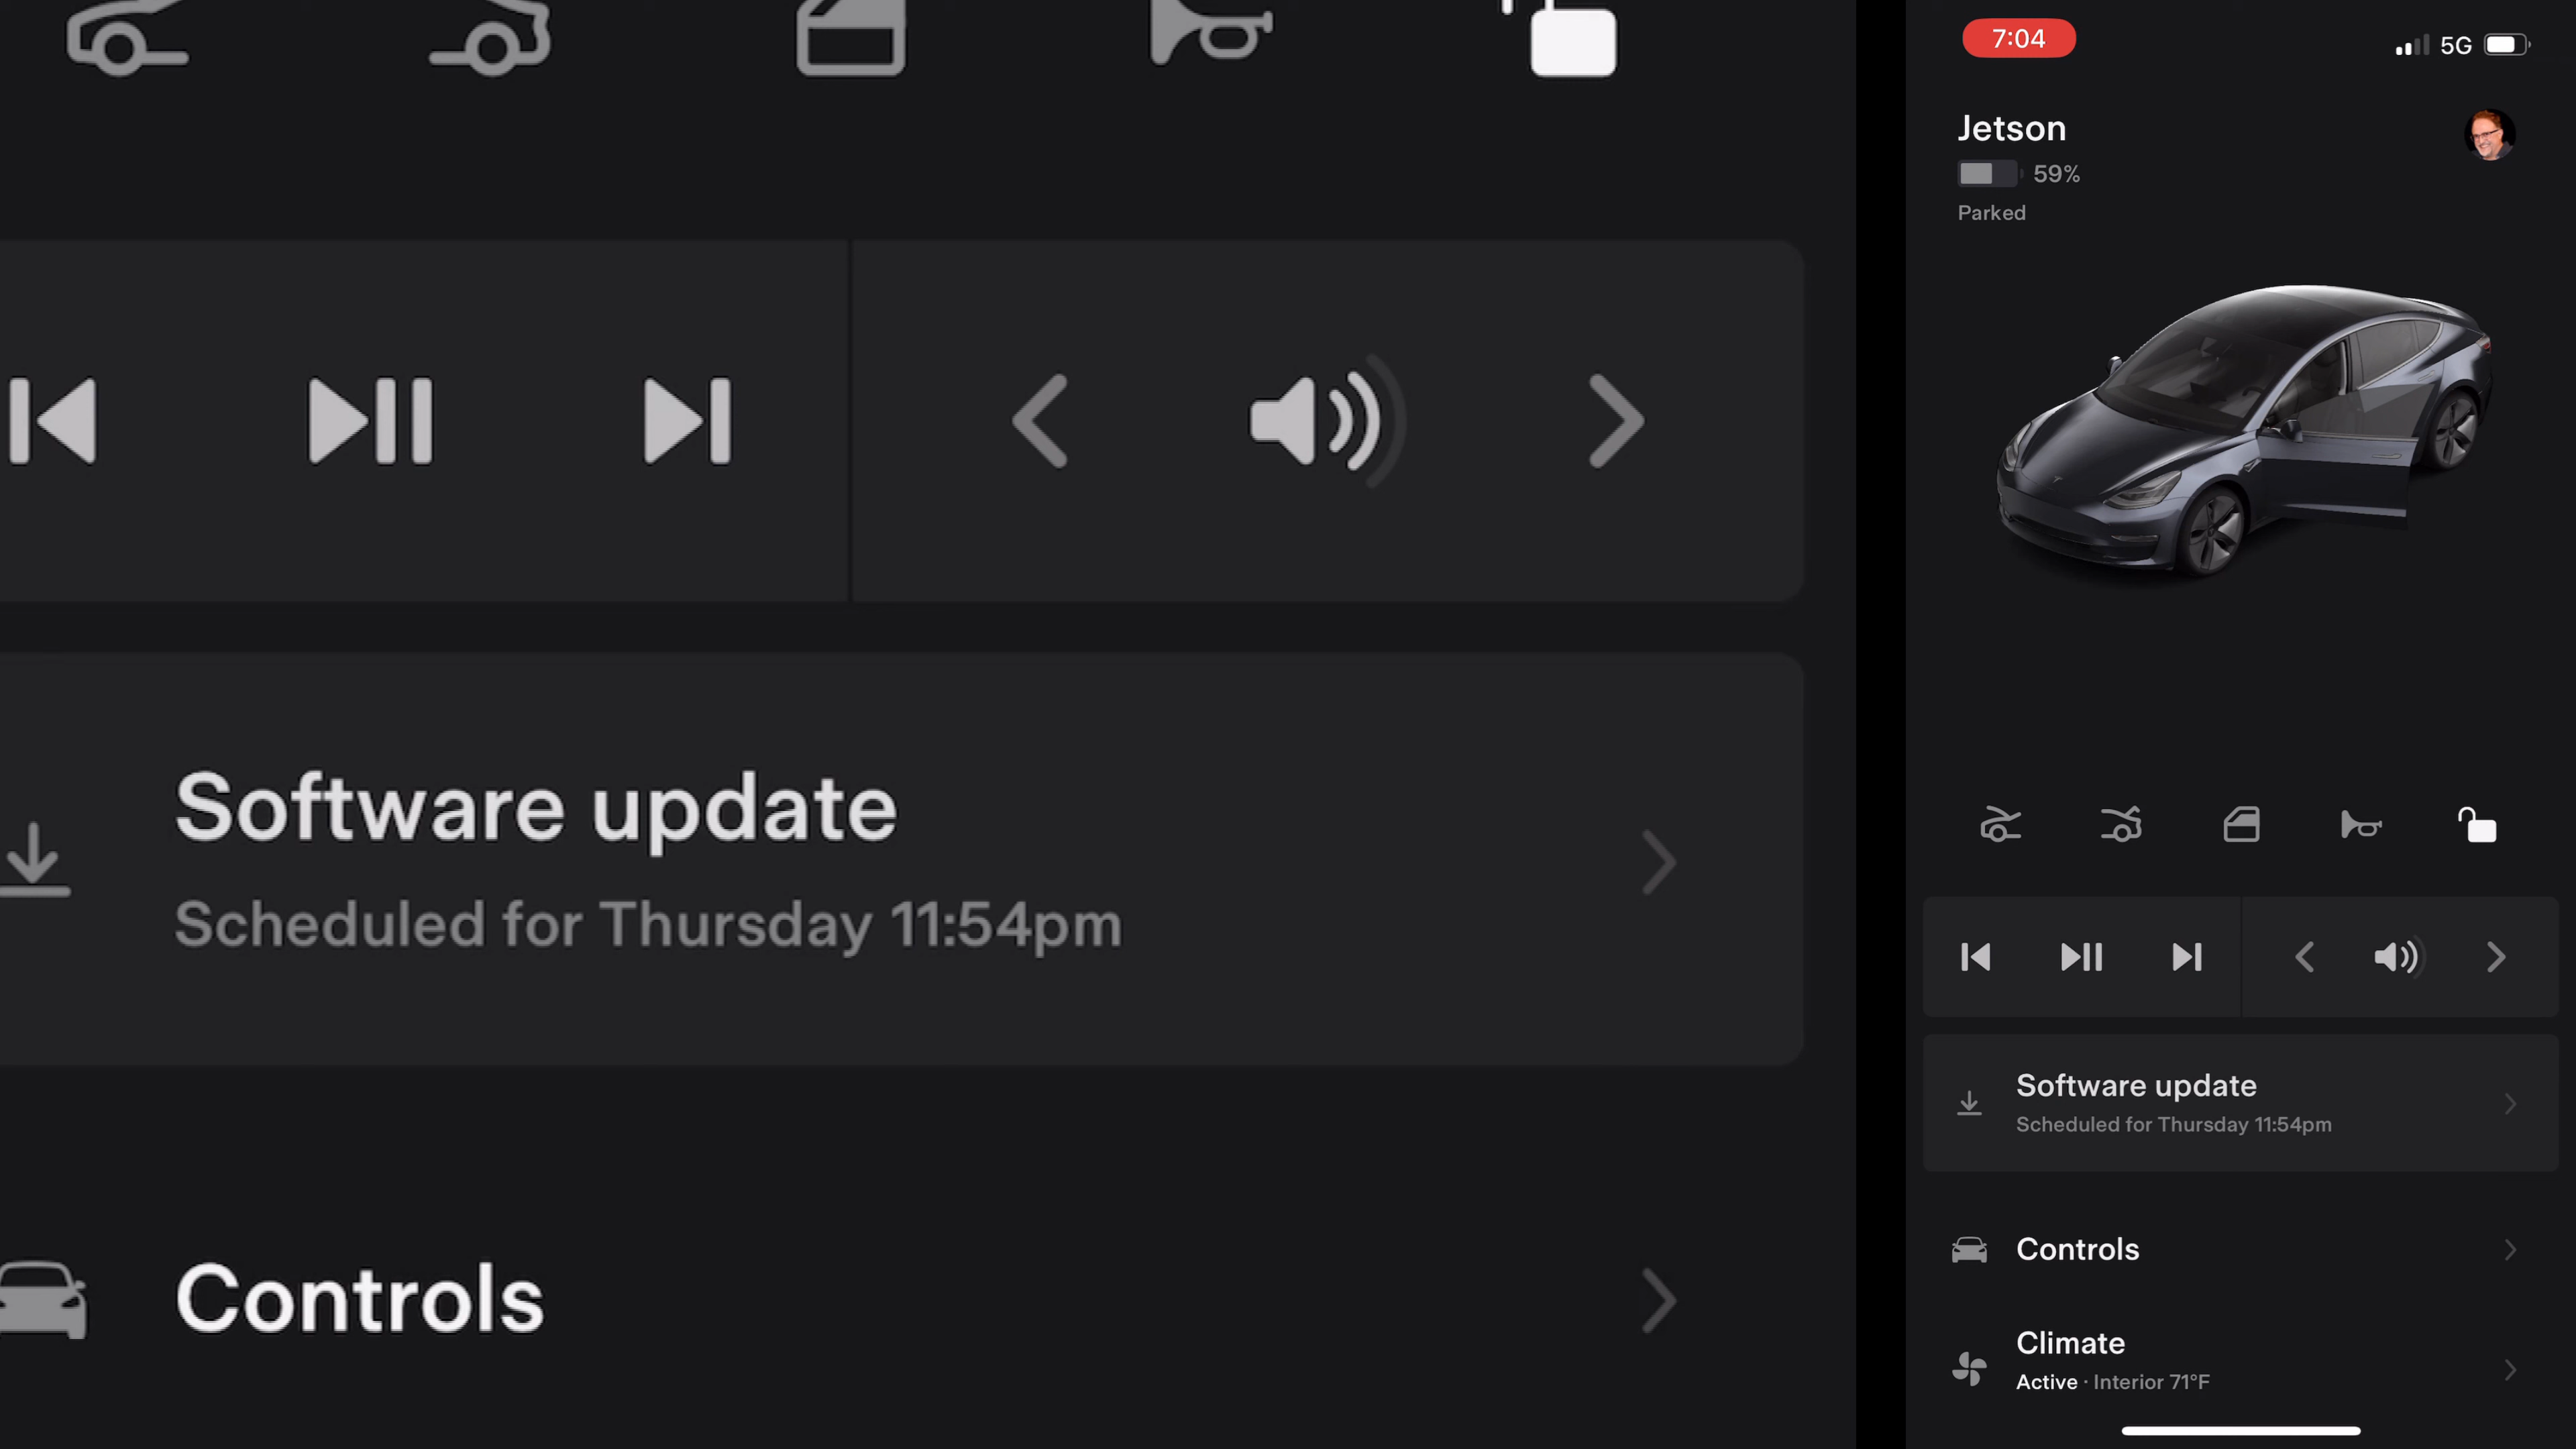 Software update
Scheduled for Thursday 11:54pm
Controls
7:04
5G
Jetson
59%
Parked
Software update
Scheduled for Thursday 11:54pm
Controls
Climate
Active · Interior 71°F